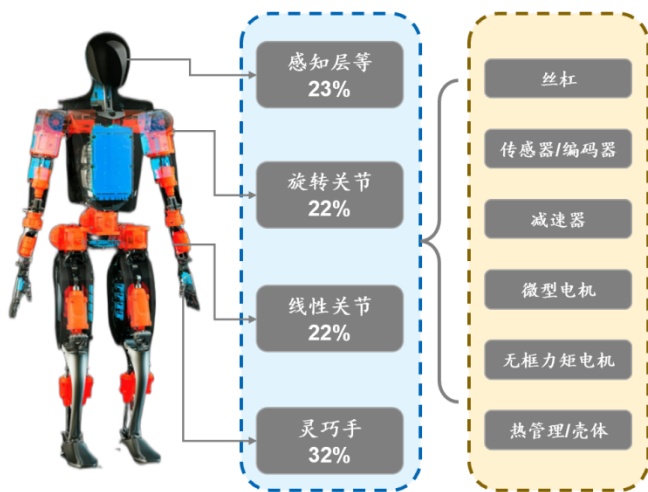 感知层等
23%
旋转关节
22%
线性关节
22%
灵巧手
32%
丝杠
传感器/编码器
减速器
微型电机
无框力矩电机
热管理/壳体